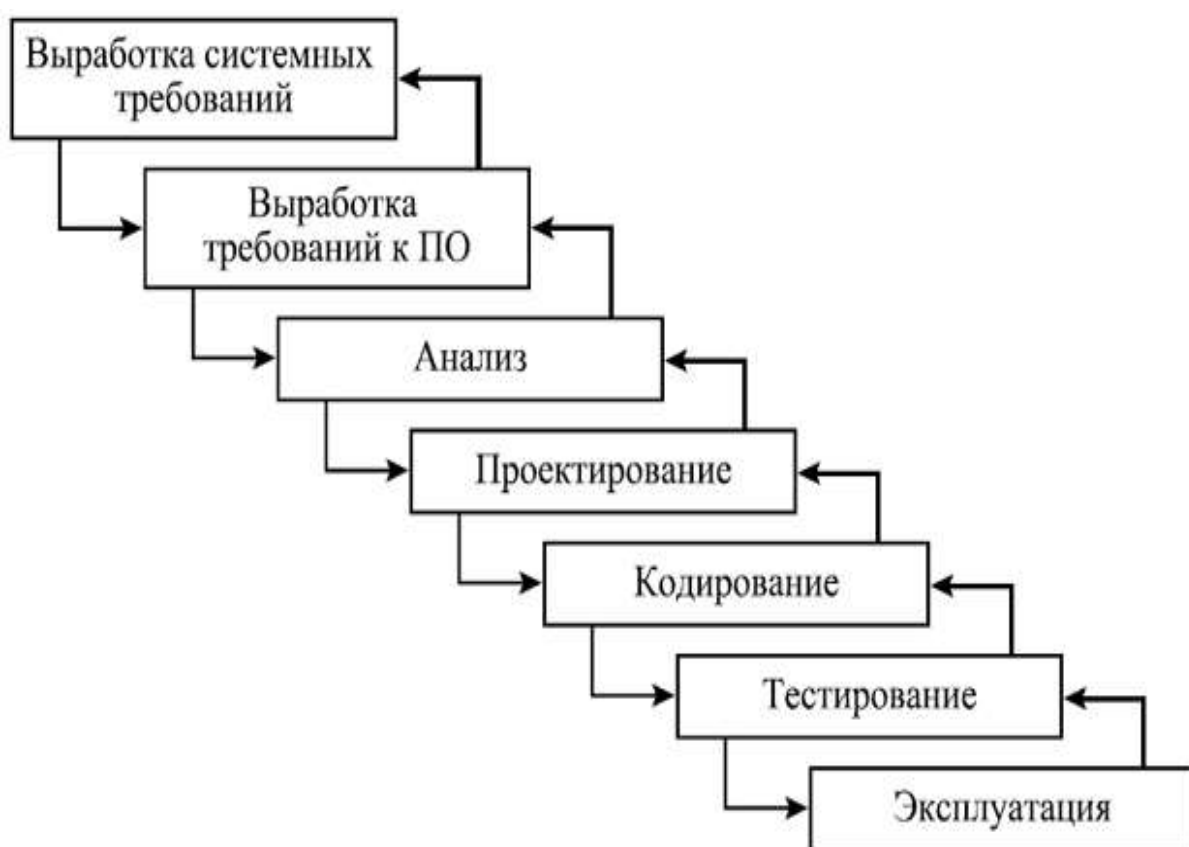 Выработка системных
требований
Выработка
требований к ПО
Анализ
Проектирование
Кодирование
Тестирование
Эксплуатация